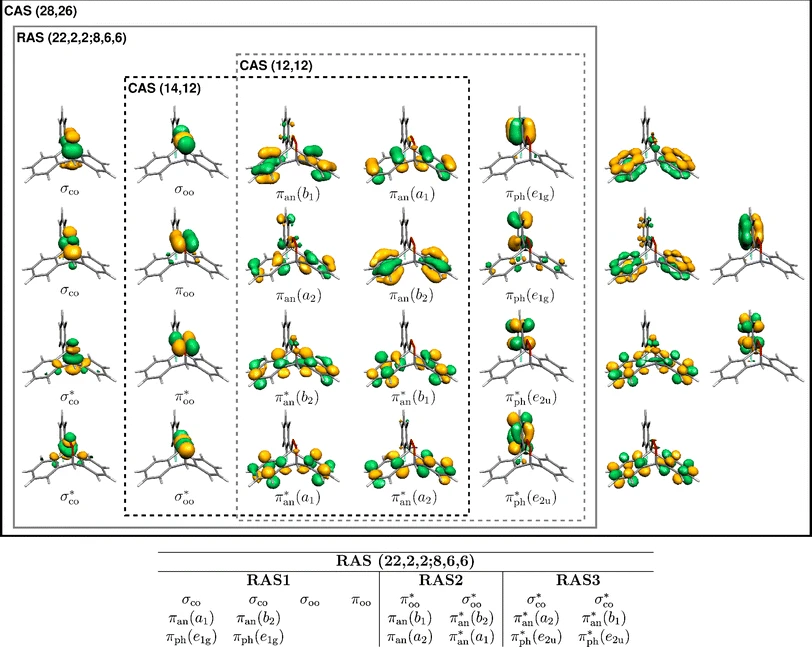 CAS (28,26)
RAS (22,2,2;8,6,6)
CAS (12,12)
CAS (14,12)
σco σoo πan(b1) πan(a1) πph(e1g)
σco πoo πan(a2) πan(b2) πph(e1g)
σ*co π*oo π*an(b2) π*an(b1) π*ph(e2u)
σ*co σ*oo π*an(a1) π*an(a2) π*ph(e2u)
RAS (22,2,2;8,6,6)
RAS1 RAS2 RAS3
σco σco σoo πoo π*oo σ*oo σ*co σ*co
πan(a1) πan(b2) πan(b1) π*an(b2) π*an(a2) π*an(b1)
πph(e1g) πph(e1g) πan(a2) π*an(a1) π*ph(e2u) π*ph(e2u)